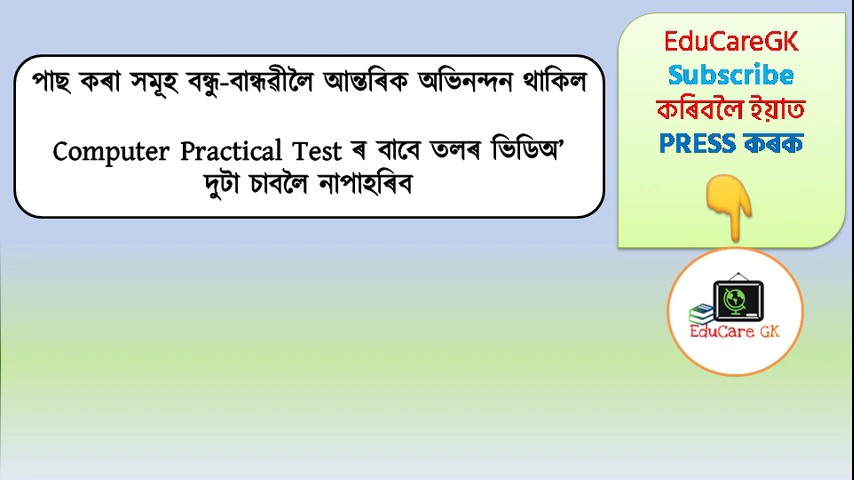 পাছ কৰা সমূহ বন্ধু-বান্ধৱীলৈ আন্তৰিক অভিনন্দন থাকিল
Computer Practical Test ৰ বাবে তলৰ ভিডিঅ’
দুটা চাবলৈ নাপাহৰিব
EduCareGK
Subscribe
কৰিবলৈ ইয়াত
PRESS কৰক
EduCare GK